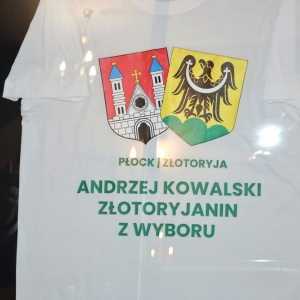 PŁOCK | ZŁOTORYJA
ANDRZEJ KOWALSKI
ZŁOTORYJANIN
Z WYBORU